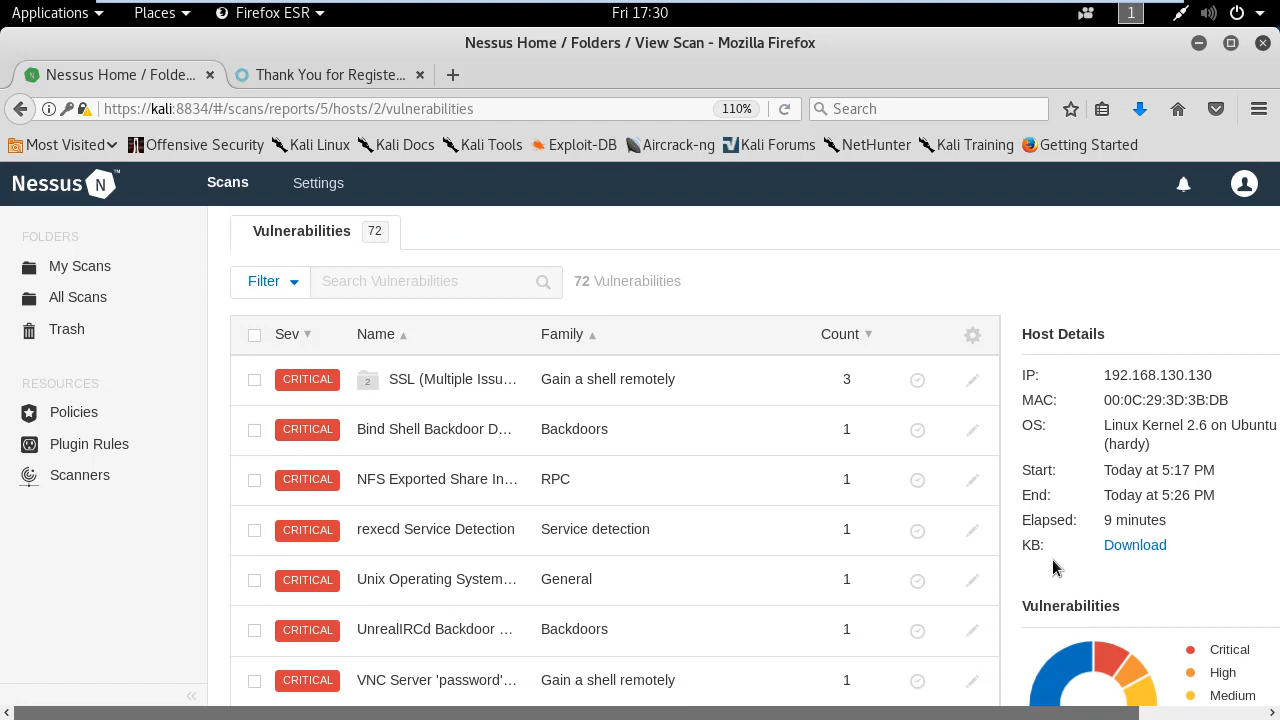 Applications Places Firefox ESR Fri 17:30 1
Nessus Home / Folders / View Scan - Mozilla Firefox
Nessus Home / Folde... Thank You for Registe...
https://kali:8834/#/scans/reports/5/hosts/2/vulnerabilities 110% Search
Most Visited Offensive Security Kali Linux Kali Docs Kali Tools Exploit-DB Aircrack-ng Kali Forums NetHunter Kali Training Getting Started
Nessus N ™ Scans Settings
FOLDERS
My Scans
All Scans
Trash
RESOURCES
Policies
Plugin Rules
Scanners
Vulnerabilities 72
Filter Search Vulnerabilities 72 Vulnerabilities
Sev Name Family Count
CRITICAL 2 SSL (Multiple Issu... Gain a shell remotely 3
CRITICAL Bind Shell Backdoor D... Backdoors 1
CRITICAL NFS Exported Share In... RPC 1
CRITICAL rexecd Service Detection Service detection 1
CRITICAL Unix Operating System... General 1
CRITICAL UnrealIRCd Backdoor ... Backdoors 1
CRITICAL VNC Server 'password'... Gain a shell remotely 1
Host Details
IP: 192.168.130.130
MAC: 00:0C:29:3D:3B:DB
OS: Linux Kernel 2.6 on Ubuntu
(hardy)
Start: Today at 5:17 PM
End: Today at 5:26 PM
Elapsed: 9 minutes
KB: Download
Vulnerabilities
Critical
High
Medium